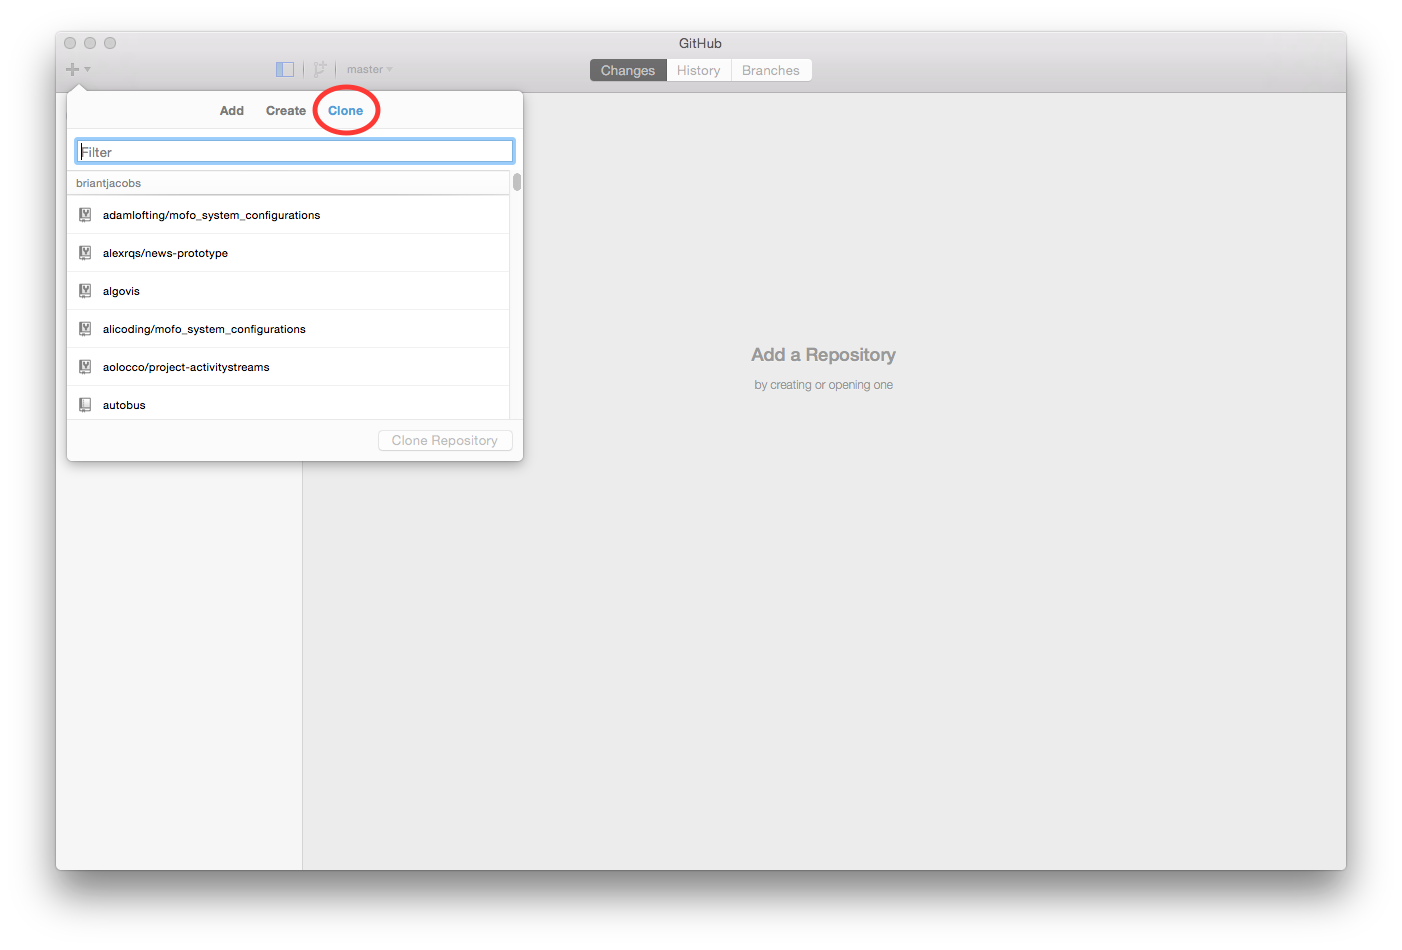 GitHub
master
Changes History Branches
Add Create Clone
Filter
briantjacobs
adamlofting/mofo_system_configurations
alexrqs/news-prototype
algovis
alicoding/mofo_system_configurations
aolocco/project-activitystreams
autobus
Clone Repository
Add a Repository
by creating or opening one